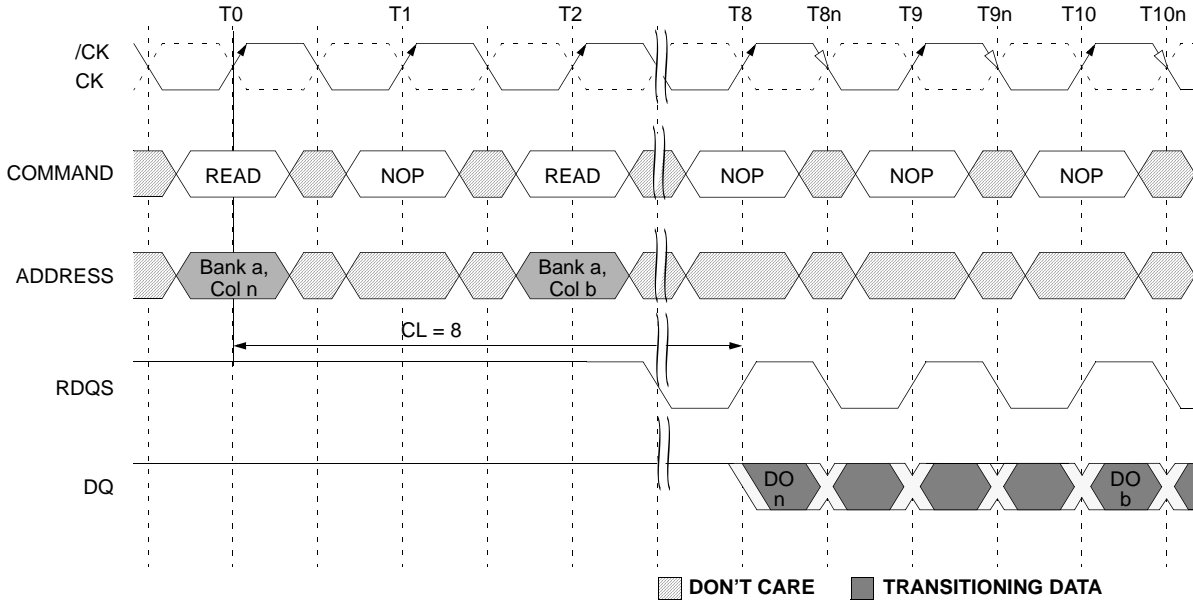 T0 T1 T2 T8 T8n T9 T9n T10 T10n
/CK
CK
COMMAND READ NOP READ NOP NOP NOP
ADDRESS Bank a, Col n Bank a, Col b
CL = 8
RDQS
DQ DO n DO b
DON'T CARE TRANSITIONING DATA